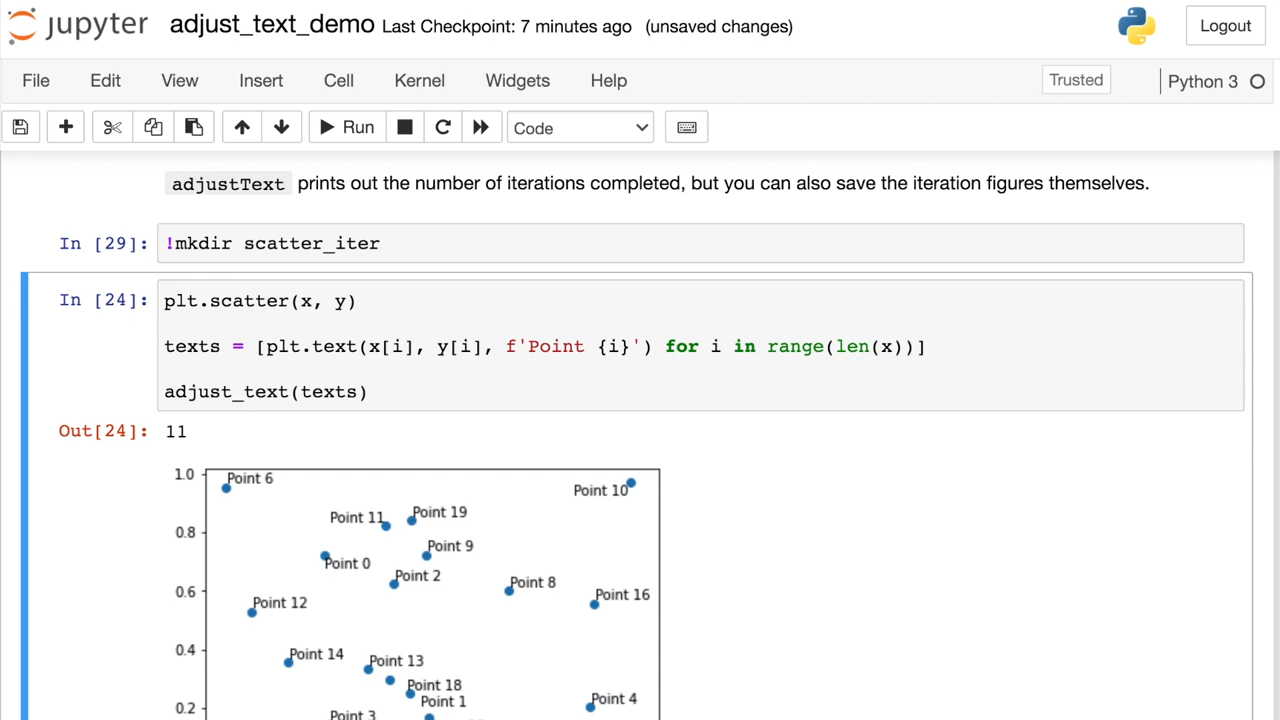 jupyter adjust_text_demo Last Checkpoint: 7 minutes ago (unsaved changes) Logout
File Edit View Insert Cell Kernel Widgets Help Trusted Python 3
Run Code
adjustText prints out the number of iterations completed, but you can also save the iteration figures themselves.
In [29]: !mkdir scatter_iter
In [24]: plt.scatter(x, y)
texts = [plt.text(x[i], y[i], f'Point {i}') for i in range(len(x))]
adjust_text(texts)
Out[24]: 11
1.0 Point 6
Point 10
Point 11 Point 19
0.8
Point 9
Point 0
Point 2
Point 8
0.6 Point 16
Point 12
0.4 Point 14
Point 13
Point 18
Point 4
Point 1
0.2
Point 3